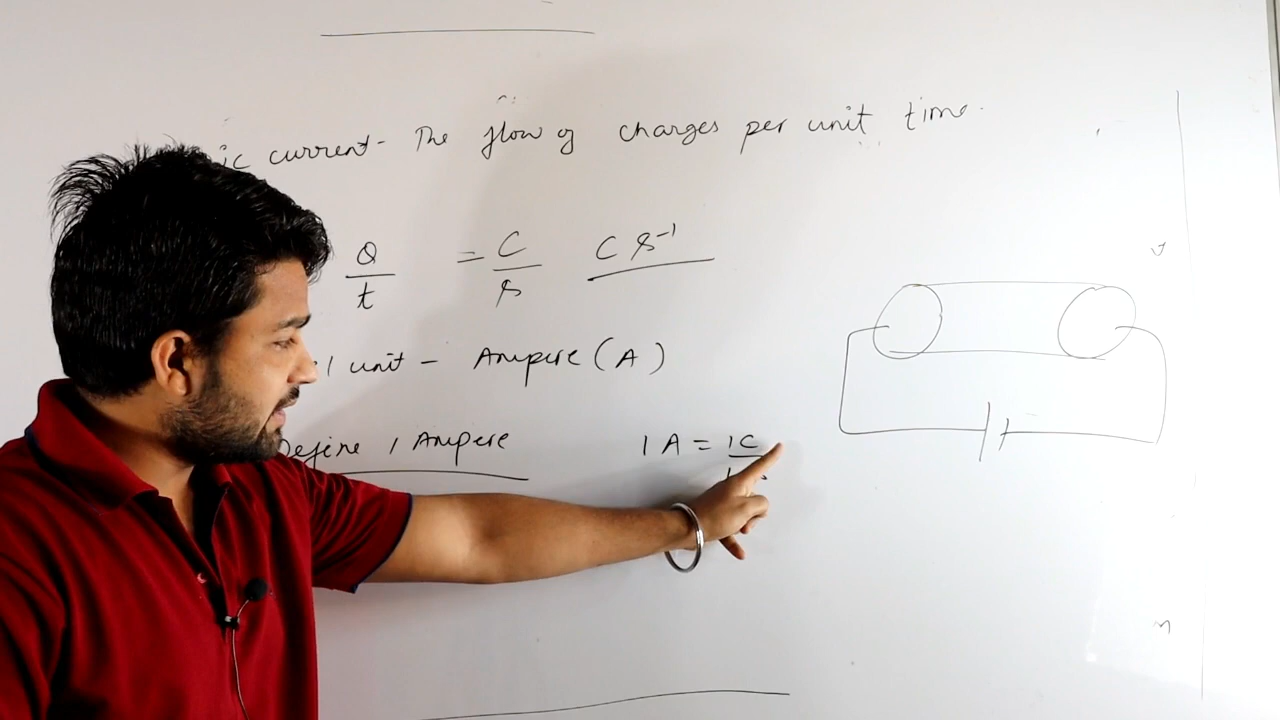 ic current - The flow of charges per unit time.
Q/t = C/s C s⁻¹
unit - Ampere (A)
Define 1 Ampere 1 A = 1C